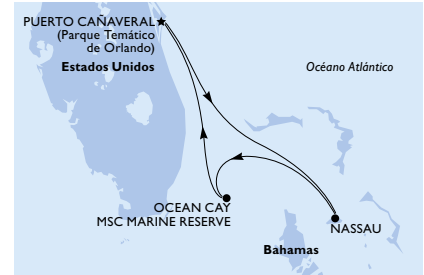 PUERTO CAÑAVERAL
(Parque Temático
de Orlando)
Estados Unidos
Océano Atlántico
OCEAN CAY
MSC MARINE RESERVE
NASSAU
Bahamas